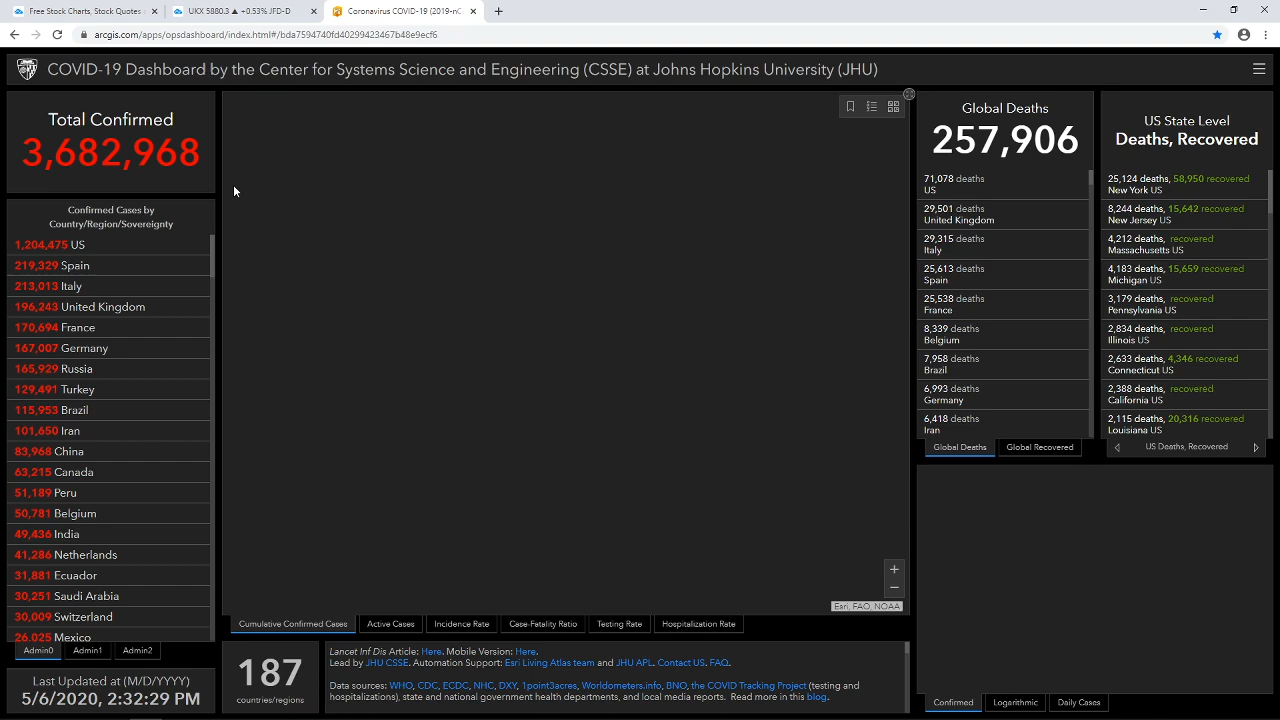 Free Stock Charts, Stock Quotes
UKX 5880.3 ▲ +0.53% JFD-D
Coronavirus COVID-19 (2019-nC
arcgis.com/apps/opsdashboard/index.html#/bda7594740fd40299423467b48e9ecf6
COVID-19 Dashboard by the Center for Systems Science and Engineering (CSSE) at Johns Hopkins University (JHU)
Total Confirmed
3,682,968
Confirmed Cases by
Country/Region/Sovereignty
1,204,475 US
219,329 Spain
213,013 Italy
196,243 United Kingdom
170,694 France
167,007 Germany
165,929 Russia
129,491 Turkey
115,953 Brazil
101,650 Iran
83,968 China
63,215 Canada
51,189 Peru
50,781 Belgium
49,436 India
41,286 Netherlands
31,881 Ecuador
30,251 Saudi Arabia
30,009 Switzerland
26,025 Mexico
Admin0 Admin1 Admin2
Last Updated at (M/D/YYYY)
5/6/2020, 2:32:29 PM
+
−
Esri, FAO, NOAA
Cumulative Confirmed Cases Active Cases Incidence Rate Case-Fatality Ratio Testing Rate Hospitalization Rate
187
countries/regions
Lancet Inf Dis Article: Here. Mobile Version: Here.
Lead by JHU CSSE. Automation Support: Esri Living Atlas team and JHU APL. Contact US. FAQ.
Data sources: WHO, CDC, ECDC, NHC, DXY, 1point3acres, Worldometers.info, BNO, the COVID Tracking Project (testing and
hospitalizations), state and national government health departments, and local media reports. Read more in this blog.
Global Deaths
257,906
71,078 deaths
US
29,501 deaths
United Kingdom
29,315 deaths
Italy
25,613 deaths
Spain
25,538 deaths
France
8,339 deaths
Belgium
7,958 deaths
Brazil
6,993 deaths
Germany
6,418 deaths
Iran
Global Deaths Global Recovered
US State Level
Deaths, Recovered
25,124 deaths, 58,950 recovered
New York US
8,244 deaths, 15,642 recovered
New Jersey US
4,212 deaths, recovered
Massachusetts US
4,183 deaths, 15,659 recovered
Michigan US
3,179 deaths, recovered
Pennsylvania US
2,834 deaths, recovered
Illinois US
2,633 deaths, 4,346 recovered
Connecticut US
2,388 deaths, recovered
California US
2,115 deaths, 20,316 recovered
Louisiana US
US Deaths, Recovered
Confirmed Logarithmic Daily Cases